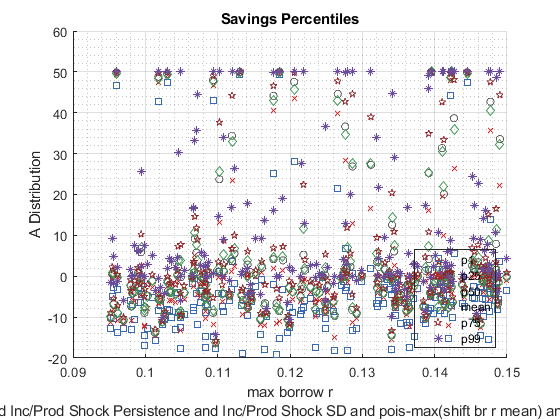 Savings Percentiles
60
50
40
30
20
10
0
-10
-20
A Distribution
0.09
0.1
0.11
0.12
0.13
0.14
0.15
max borrow r
mean
p75
p99
Inc/Prod Shock Persistence and Inc/Prod Shock SD and pois-max(shift br r mean)